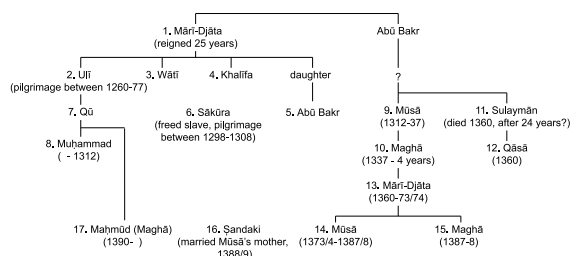 1. Mārī-Djāta
(reigned 25 years)
Abū Bakr
2. Ulī
(pilgrimage between 1260-77)
3. Wātī
4. Khalīfa
daughter
?
7. Qū
6. Sākūra
(freed slave, pilgrimage
between 1298-1308)
5. Abū Bakr
9. Mūsā
(1312-37)
11. Sulaymān
(died 1360, after 24 years?)
8. Muḥammad
( - 1312)
10. Maghā
(1337 - 4 years)
12. Qāsā
(1360)
13. Mārī-Djāta
(1360-73/74)
17. Maḥmūd (Maghā)
(1390- )
16. Ṣandaki
(married Mūsā's mother,
1388/9)
14. Mūsā
(1373/4-1387/8)
15. Maghā
(1387-8)